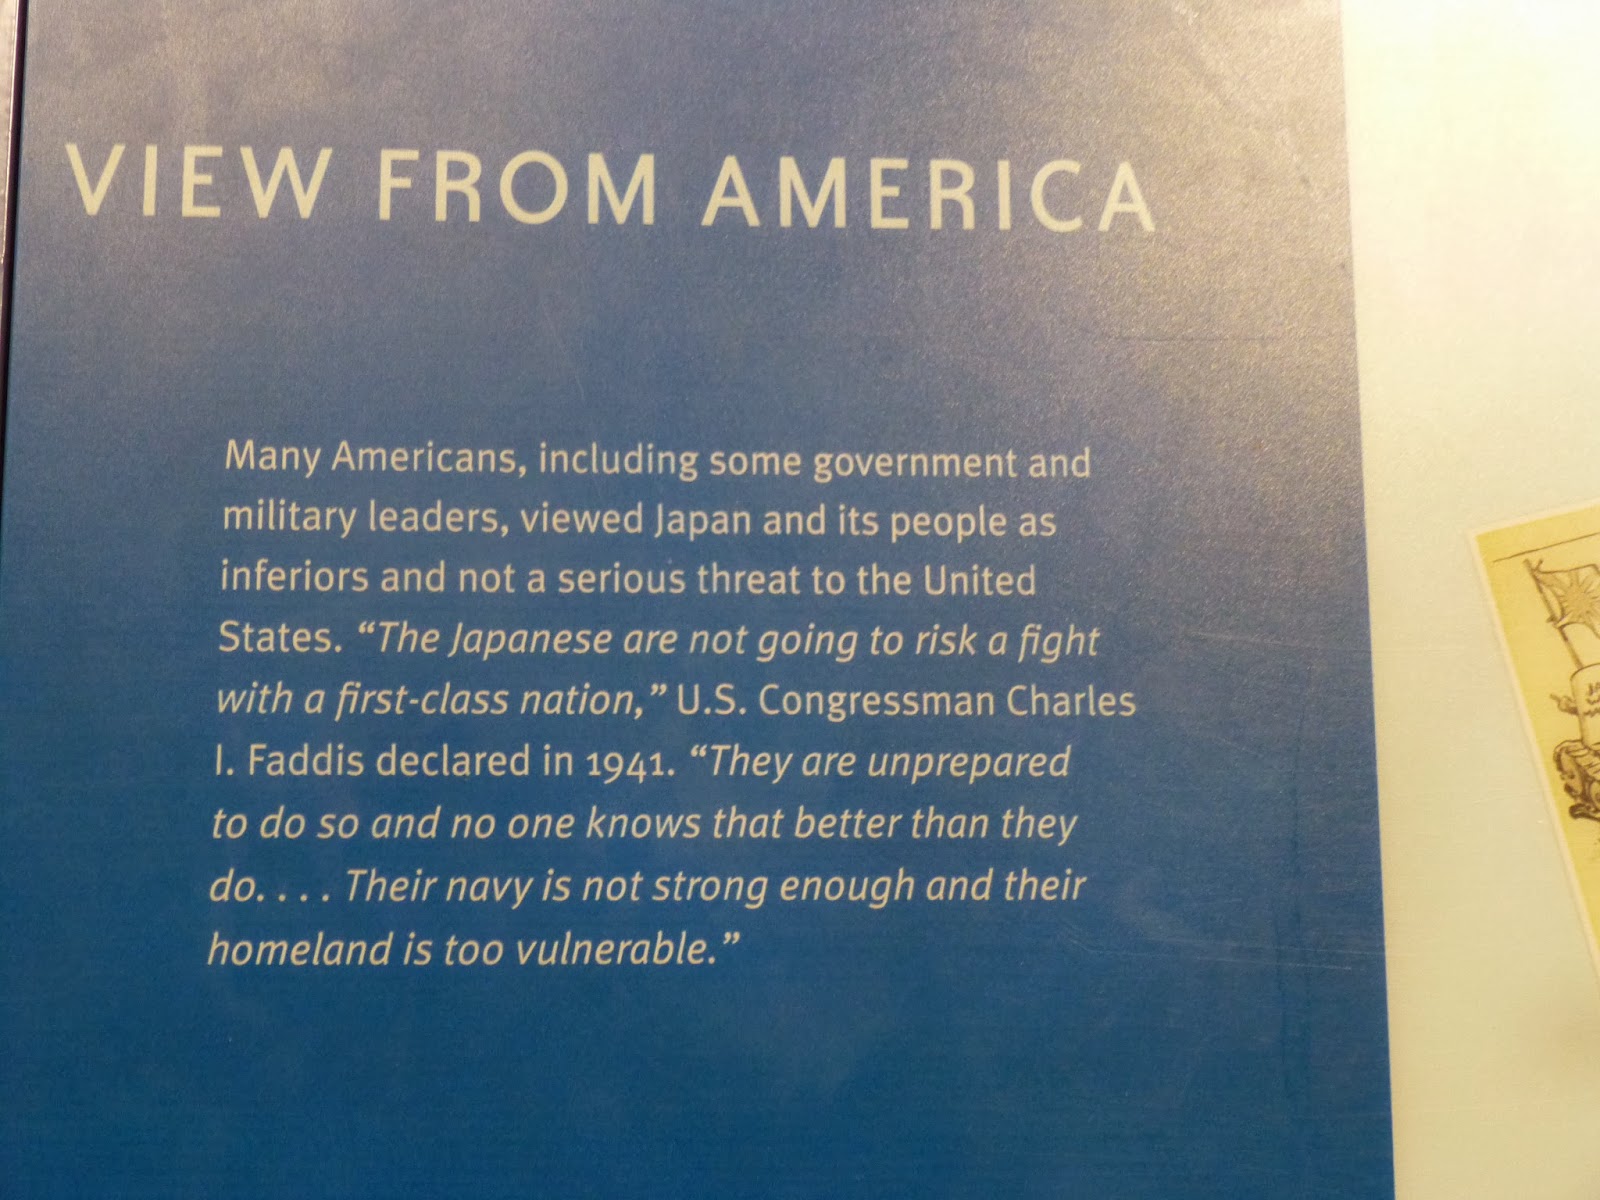 VIEW FROM AMERICA
Many Americans, including some government and
military leaders, viewed Japan and its people as
inferiors and not a serious threat to the United
States. “The Japanese are not going to risk a fight
with a first-class nation,” U.S. Congressman Charles
I. Faddis declared in 1941. “They are unprepared
to do so and no one knows that better than they
do. . . . Their navy is not strong enough and their
homeland is too vulnerable.”